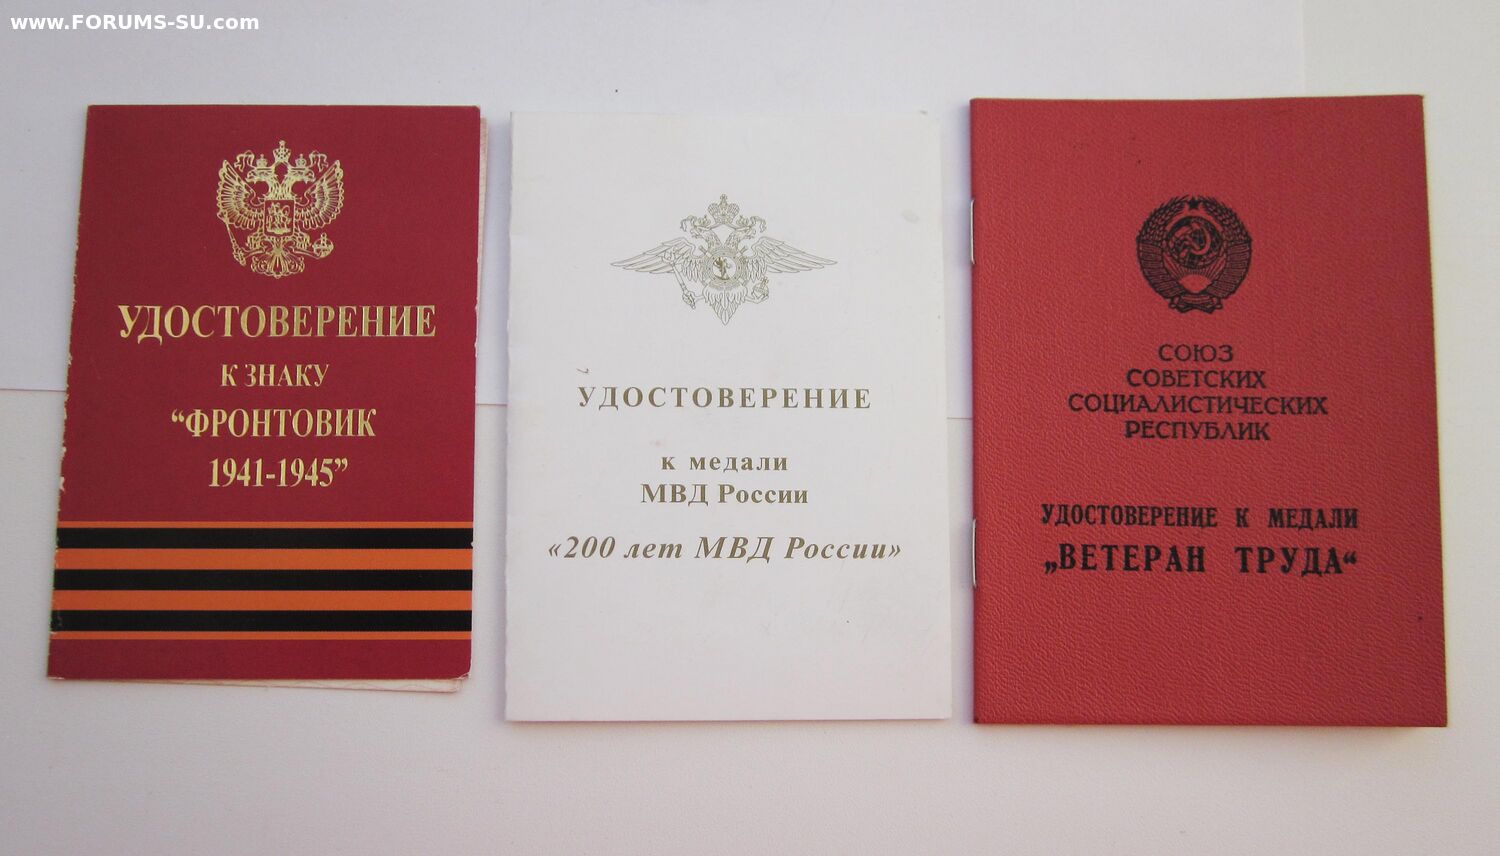 www.FORUMS-SU.com
УДОСТОВЕРЕНИЕ
К ЗНАКУ
“ФРОНТОВИК
1941-1945”
УДОСТОВЕРЕНИЕ
к медали
МВД России
«200 лет МВД России»
СОЮЗ
СОВЕТСКИХ
СОЦИАЛИСТИЧЕСКИХ
РЕСПУБЛИК
УДОСТОВЕРЕНИЕ К МЕДАЛИ
„ВЕТЕРАН ТРУДА“